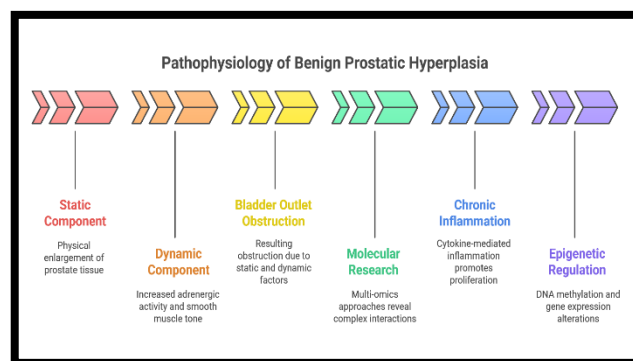 Pathophysiology of Benign Prostatic Hyperplasia
Static
Component
Physical
enlargement of
prostate tissue
Dynamic
Component
Increased adrenergic
activity and smooth
muscle tone
Bladder Outlet
Obstruction
Resulting
obstruction due to
static and dynamic
factors
Molecular
Research
Multi-omics
approaches reveal
complex interactions
Chronic
Inflammation
Cytokine-mediated
inflammation
promotes
proliferation
Epigenetic
Regulation
DNA methylation and
gene expression
alterations